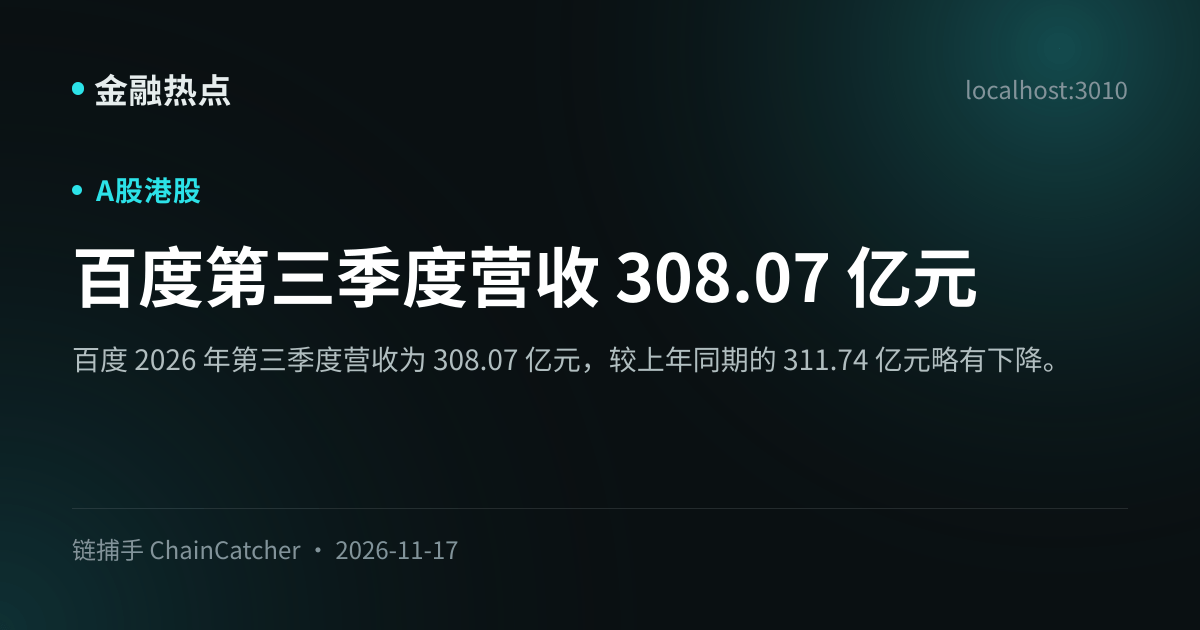 金融热点
localhost:3010
A股港股
百度第三季度营收 308.07 亿元
百度 2026 年第三季度营收为 308.07 亿元，较上年同期的 311.74 亿元略有下降。
链捕手 ChainCatcher · 2026-11-17